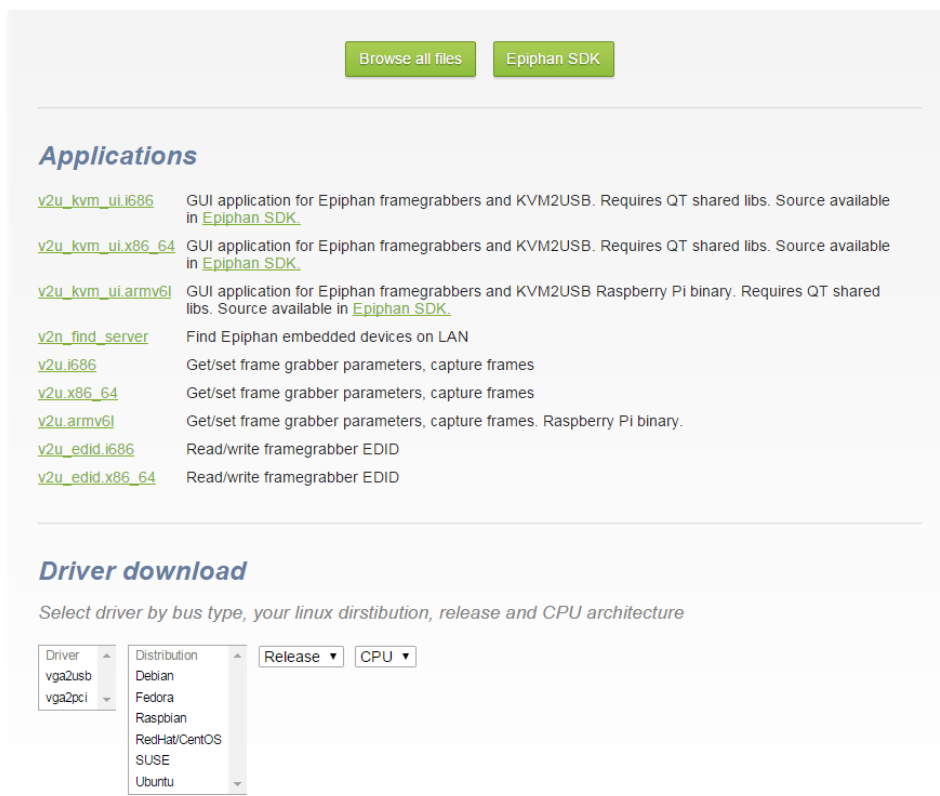 Browse all files
Epiphan SDK
Applications
v2u_kvm_ui.i686 GUI application for Epiphan framegrabbers and KVM2USB. Requires QT shared libs. Source available
in Epiphan SDK.
v2u_kvm_ui.x86_64 GUI application for Epiphan framegrabbers and KVM2USB. Requires QT shared libs. Source available
in Epiphan SDK.
v2u_kvm_ui.armv6l GUI application for Epiphan framegrabbers and KVM2USB Raspberry Pi binary. Requires QT shared
libs. Source available in Epiphan SDK.
v2n_find_server Find Epiphan embedded devices on LAN
v2u.i686 Get/set frame grabber parameters, capture frames
v2u.x86_64 Get/set frame grabber parameters, capture frames
v2u.armv6l Get/set frame grabber parameters, capture frames. Raspberry Pi binary.
v2u_edid.i686 Read/write framegrabber EDID
v2u_edid.x86_64 Read/write framegrabber EDID
Driver download
Select driver by bus type, your linux dirstibution, release and CPU architecture
Driver
vga2usb
vga2pci
Distribution
Debian
Fedora
Raspbian
RedHat/CentOS
SUSE
Ubuntu
Release
CPU